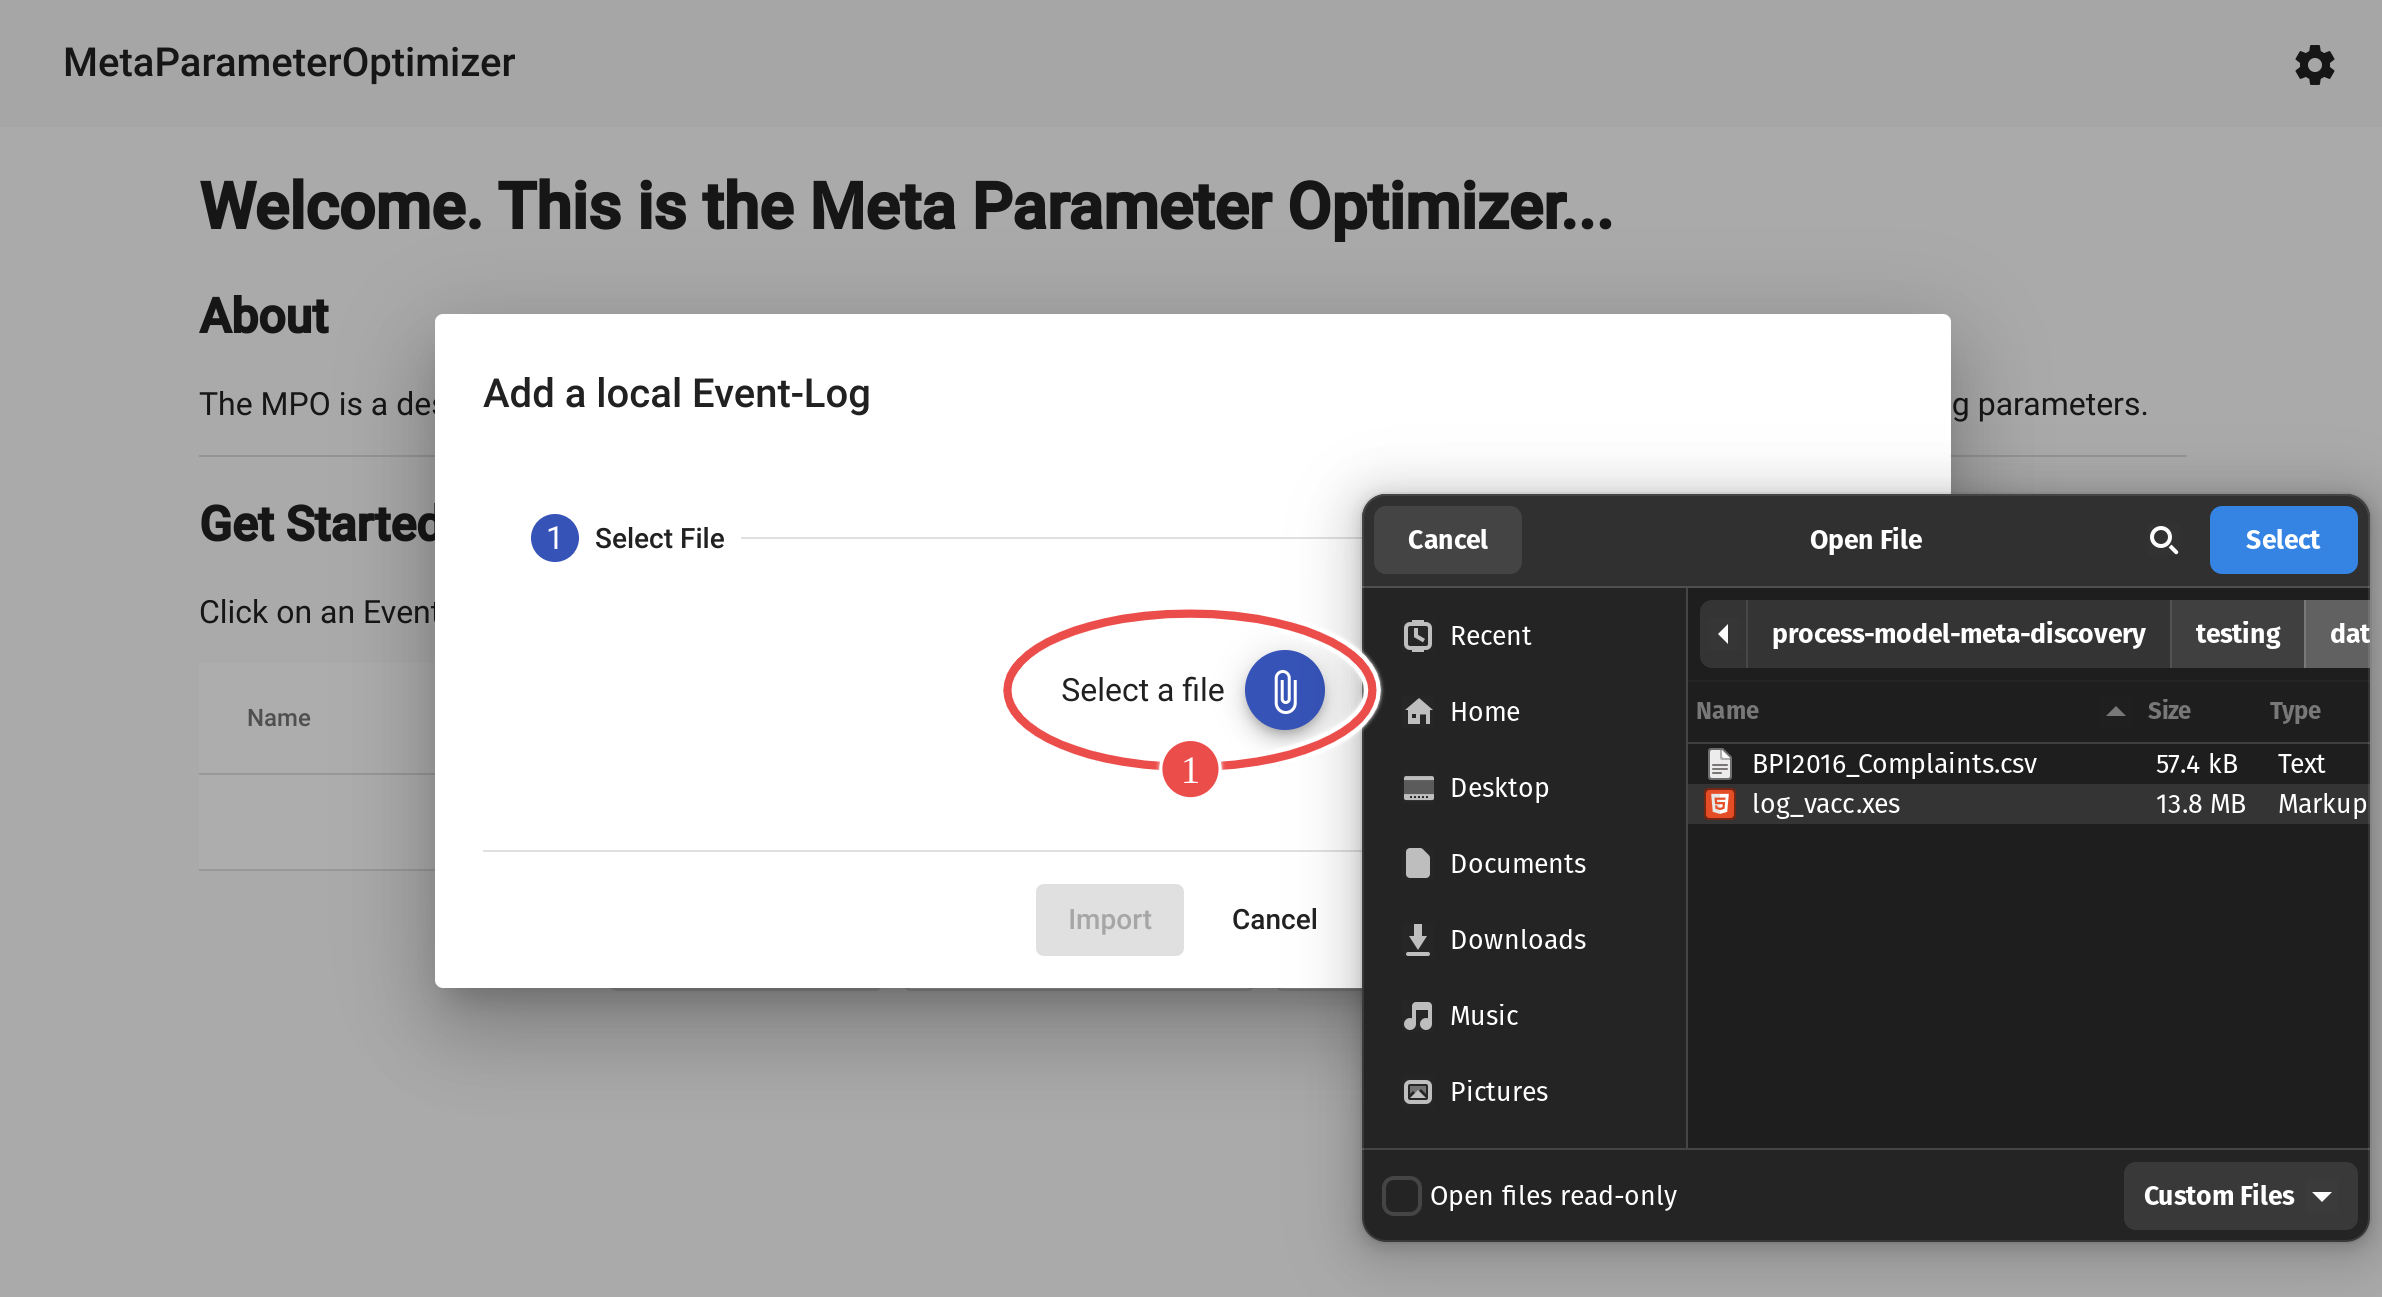 MetaParameterOptimizer
Welcome. This is the Meta Parameter Optimizer...
About
The MPO is a
g parameters.
Get Started
Click on an Event
Name
Add a local Event-Log
1 Select File
Select a file
1
Import Cancel
Cancel Open File Select
Recent
Home
Desktop
Documents
Downloads
Music
Pictures
process-model-meta-discovery testing dat
Name Size Type
BPI2016_Complaints.csv 57.4 kB Text
log_vacc.xes 13.8 MB Markup
Open files read-only Custom Files